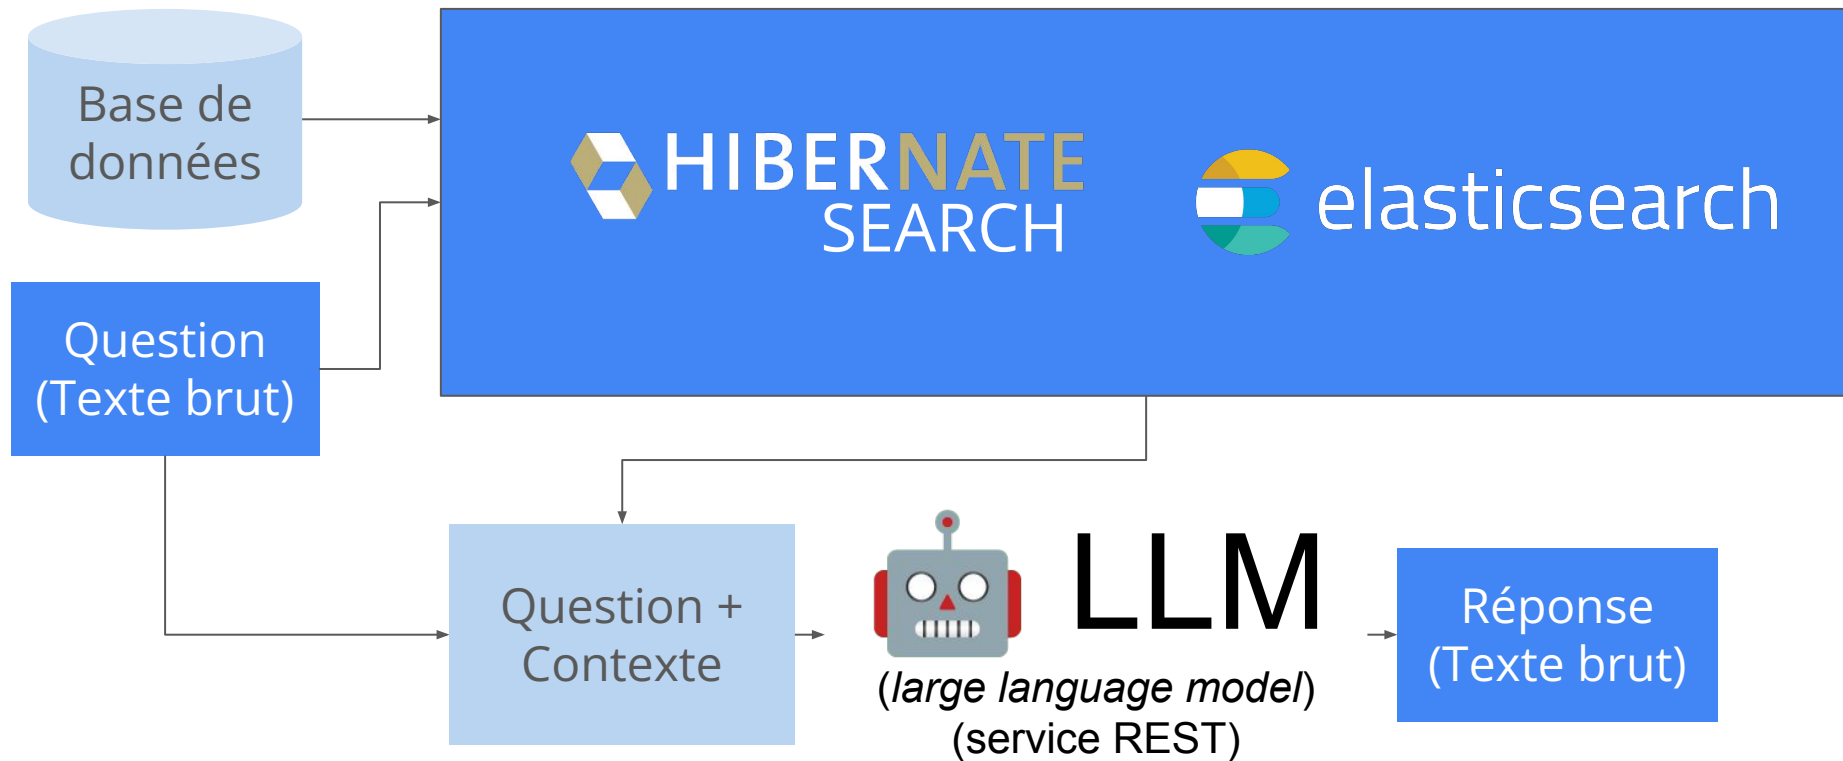 Base de
données
HIBERNATE
SEARCH
elasticsearch
Question
(Texte brut)
Question +
Contexte
LLM
(large language model)
(service REST)
Réponse
(Texte brut)